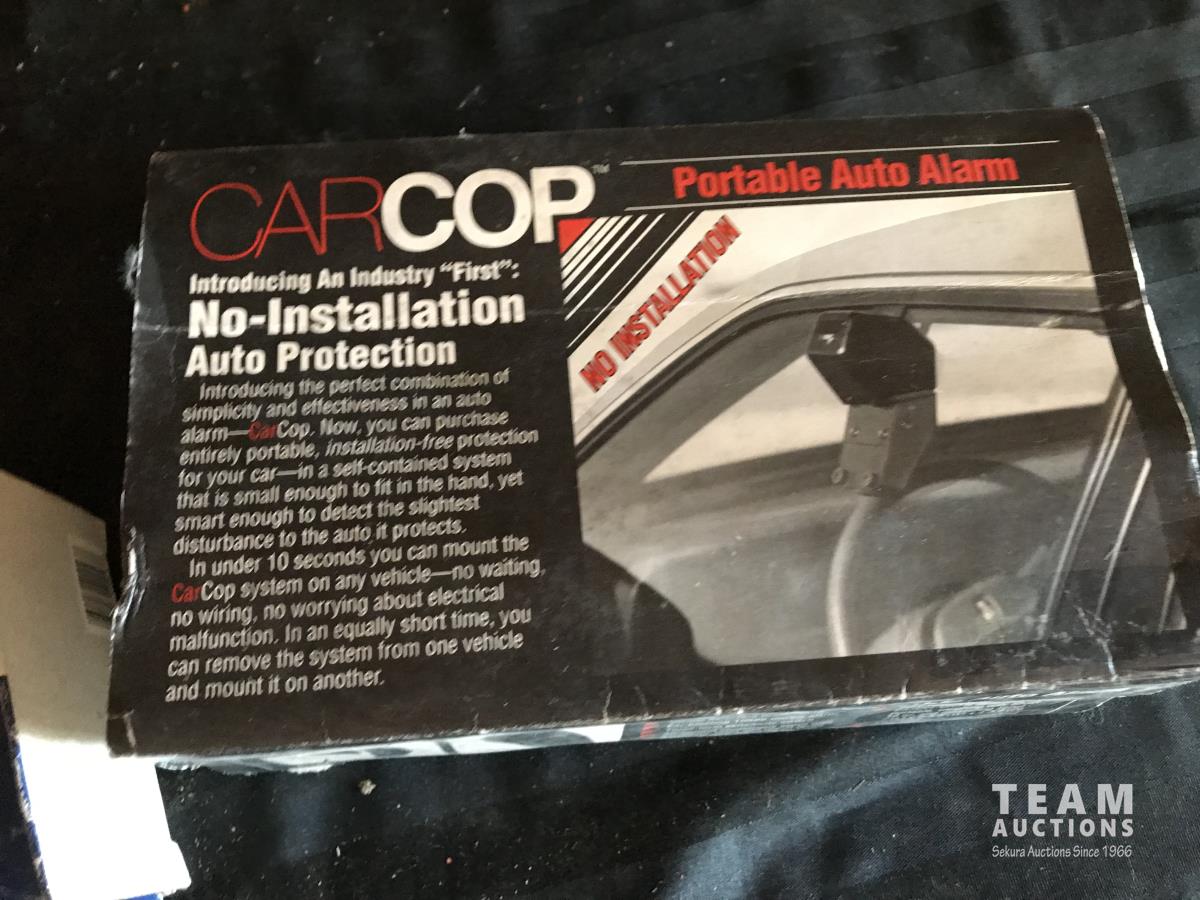 CARCOP™
Portable Auto Alarm
NO INSTALLATION
Introducing An Industry "First":
No-Installation
Auto Protection
Introducing the perfect combination of
simplicity and effectiveness in an auto
alarm—CarCop. Now, you can purchase
entirely portable, installation-free protection
for your car—in a self-contained system
that is small enough to fit in the hand, yet
smart enough to detect the slightest
disturbance to the auto it protects.
In under 10 seconds you can mount the
CarCop system on any vehicle—no waiting,
no wiring, no worrying about electrical
malfunction. In an equally short time, you
can remove the system from one vehicle
and mount it on another.
TEAM
AUCTIONS
Sekura Auctions Since 1966